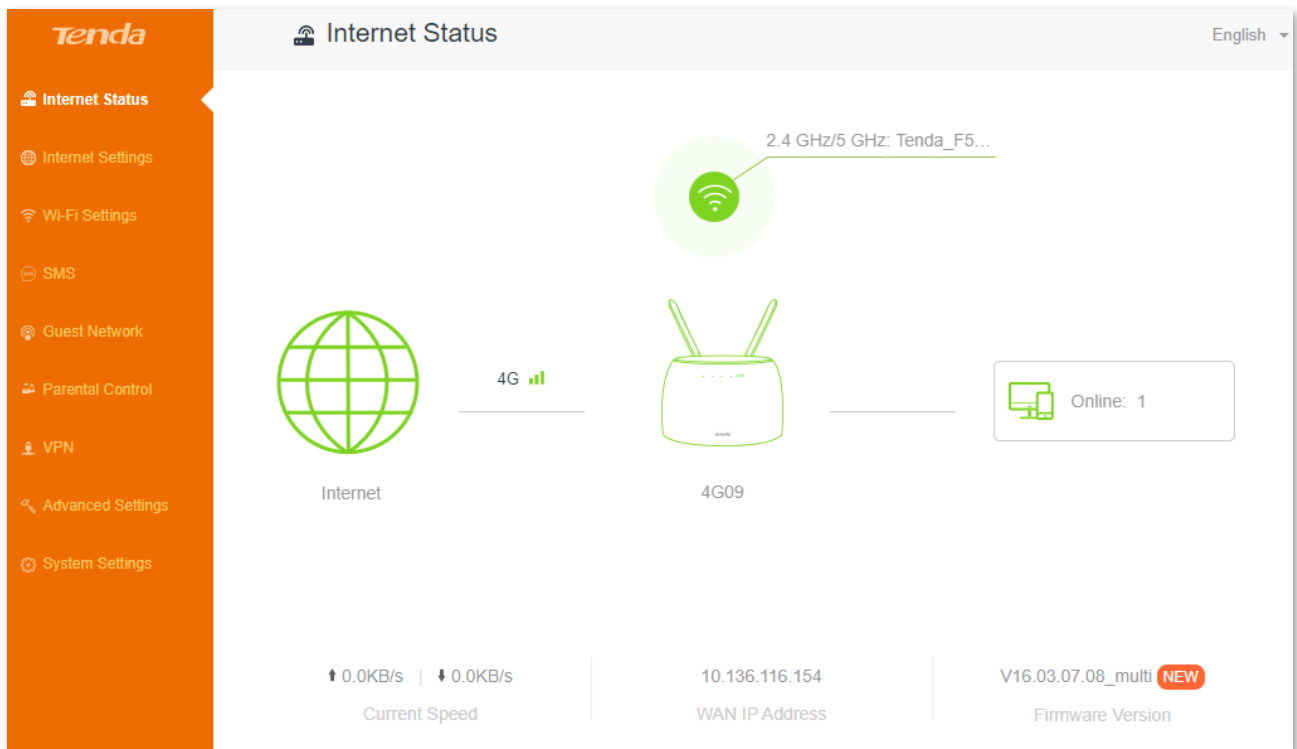 Tenda
Internet Status
English
Internet Status
Internet Settings
Wi-Fi Settings
SMS
Guest Network
Parental Control
VPN
Advanced Settings
System Settings
2.4 GHz/5 GHz: Tenda_F5...
4G
Online: 1
Internet
4G09
0.0KB/s | 0.0KB/s
Current Speed
10.136.116.154
WAN IP Address
V16.03.07.08_multi NEW
Firmware Version